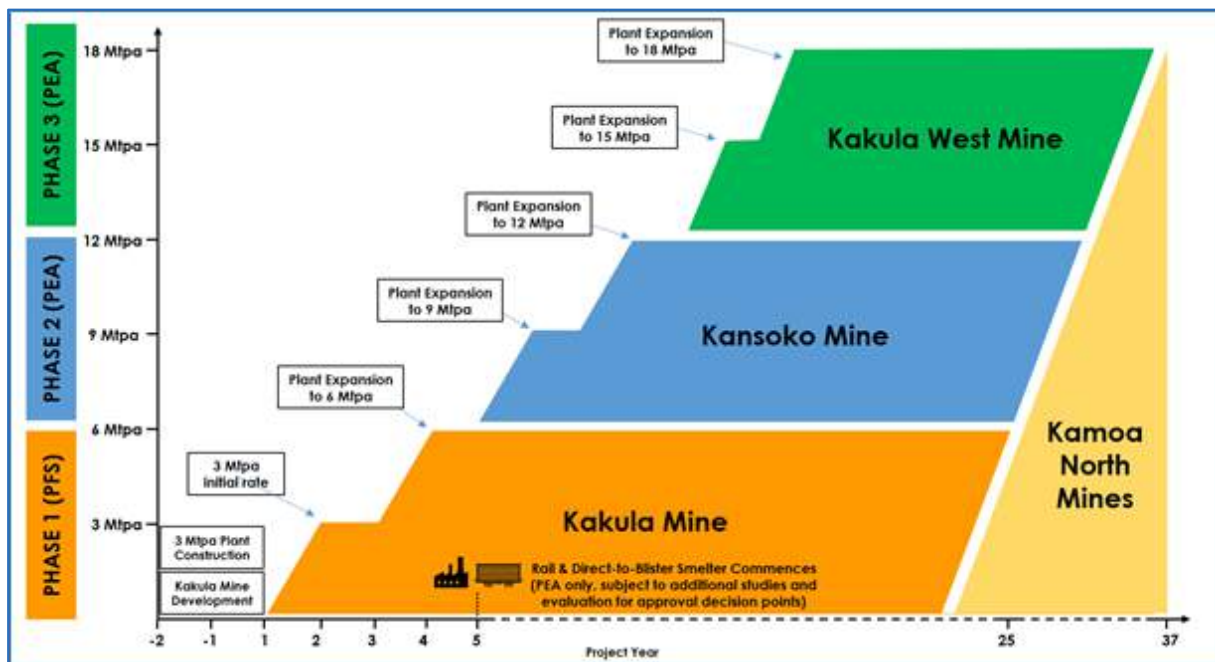 PHASE 3 (PEA)
PHASE 2 (PEA)
PHASE 1 (PFS)
18 Mtpa
15 Mtpa
12 Mtpa
9 Mtpa
6 Mtpa
3 Mtpa
Plant Expansion
to 18 Mtpa
Plant Expansion
to 15 Mtpa
Plant Expansion
to 12 Mtpa
Plant Expansion
to 9 Mtpa
Plant Expansion
to 6 Mtpa
3 Mtpa
initial rate
3 Mtpa Plant
Construction
Kakula Mine
Development
Kakula West Mine
Kansoko Mine
Kakula Mine
Kamoa
North
Mines
Rail & Direct-to-Blister Smelter Commences
(PEA only, subject to additional studies and
evaluation for approval decision points)
-2 -1 1 2 3 4 5 25 37
Project Year